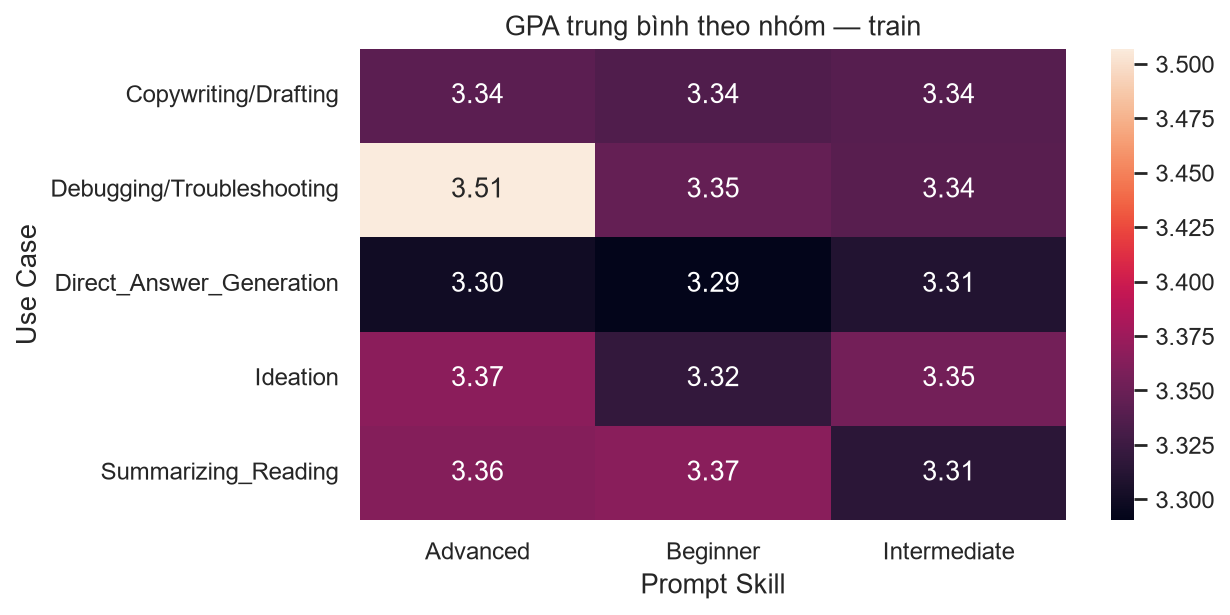 GPA trung bình theo nhóm — train
Use Case
Copywriting/Drafting 3.34 3.34 3.34
Debugging/Troubleshooting 3.51 3.35 3.34
Direct_Answer_Generation 3.30 3.29 3.31
Ideation 3.37 3.32 3.35
Summarizing_Reading 3.36 3.37 3.31
Advanced Beginner Intermediate
Prompt Skill
3.500
3.475
3.450
3.425
3.400
3.375
3.350
3.325
3.300